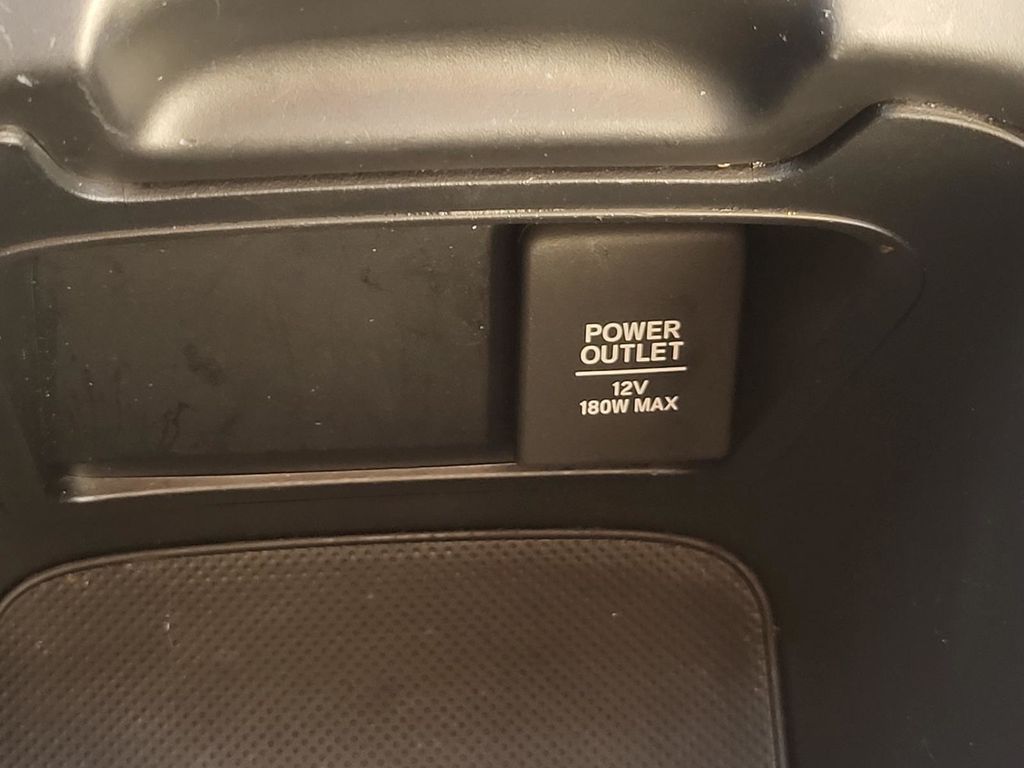 POWER
OUTLET
12V
180W MAX